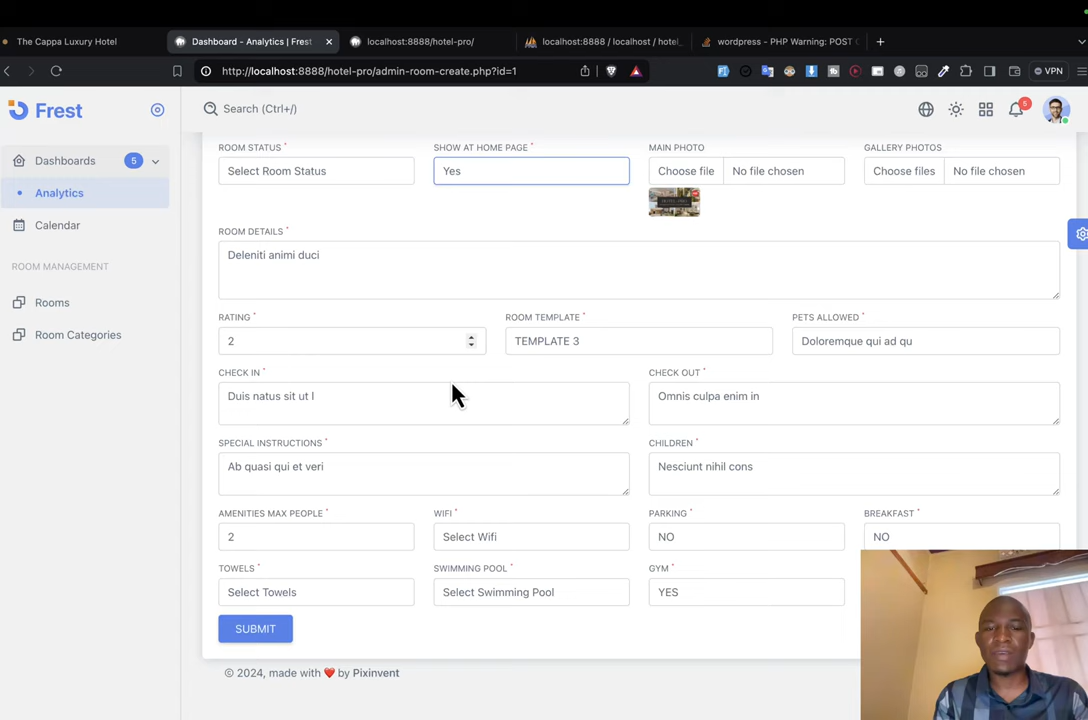 The Cappa Luxury Hotel
Dashboard - Analytics | Frest
localhost:8888/hotel-pro/
localhost:8888 / localhost / hotel_
wordpress - PHP Warning: POST C
http://localhost:8888/hotel-pro/admin-room-create.php?id=1
VPN
Frest
Search (Ctrl+/)
5
Dashboards
5
Analytics
Calendar
ROOM MANAGEMENT
Rooms
Room Categories
ROOM STATUS *
SHOW AT HOME PAGE *
MAIN PHOTO
GALLERY PHOTOS
Select Room Status
Yes
Choose file
No file chosen
Choose files
No file chosen
ROOM DETAILS *
Deleniti animi duci
RATING *
ROOM TEMPLATE *
PETS ALLOWED *
2
TEMPLATE 3
Doloremque qui ad qu
CHECK IN *
CHECK OUT *
Duis natus sit ut l
Omnis culpa enim in
SPECIAL INSTRUCTIONS *
CHILDREN *
Ab quasi qui et veri
Nesciunt nihil cons
AMENITIES MAX PEOPLE *
WIFI *
PARKING *
BREAKFAST *
2
Select Wifi
NO
NO
TOWELS *
SWIMMING POOL *
GYM *
Select Towels
Select Swimming Pool
YES
SUBMIT
© 2024, made with ❤️ by Pixinvent